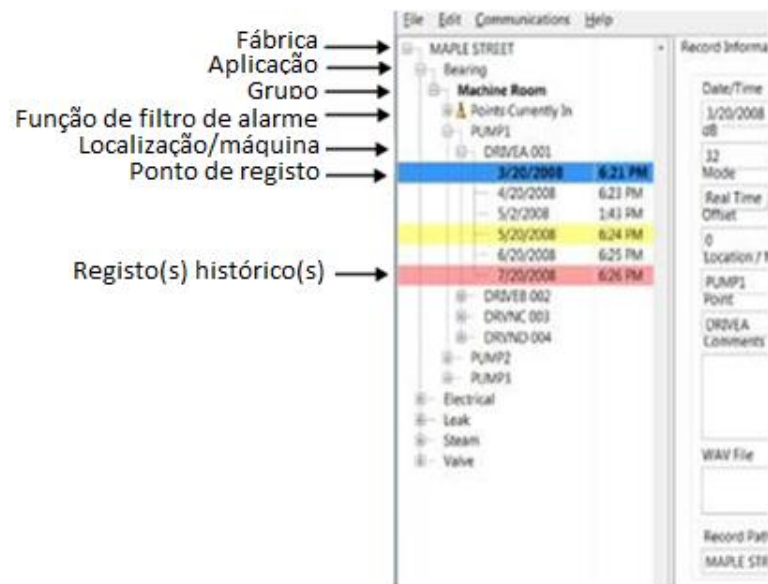 File Edit Communications Help
Fábrica
Aplicação
Grupo
Função de filtro de alarme
Localização/máquina
Ponto de registo
Registo(s) histórico(s)
MAPLE STREET
Bearing
Machine Room
Points Currently In
PUMP1
DRIVEA 001
3/20/2008 6:21 PM
4/20/2008 6:23 PM
5/2/2008 1:43 PM
5/20/2008 6:24 PM
6/20/2008 6:25 PM
7/20/2008 6:26 PM
DRIVEB 002
DRVNC 003
DRVND 004
PUMP2
PUMP3
Electrical
Leak
Steam
Valve
Record Informa
Date/Time
3/20/2008
dB
32
Mode
Real Time
Offset
0
Location / M
PUMP1
Point
DRIVEA
Comments
WAV File
Record Path
MAPLE STR